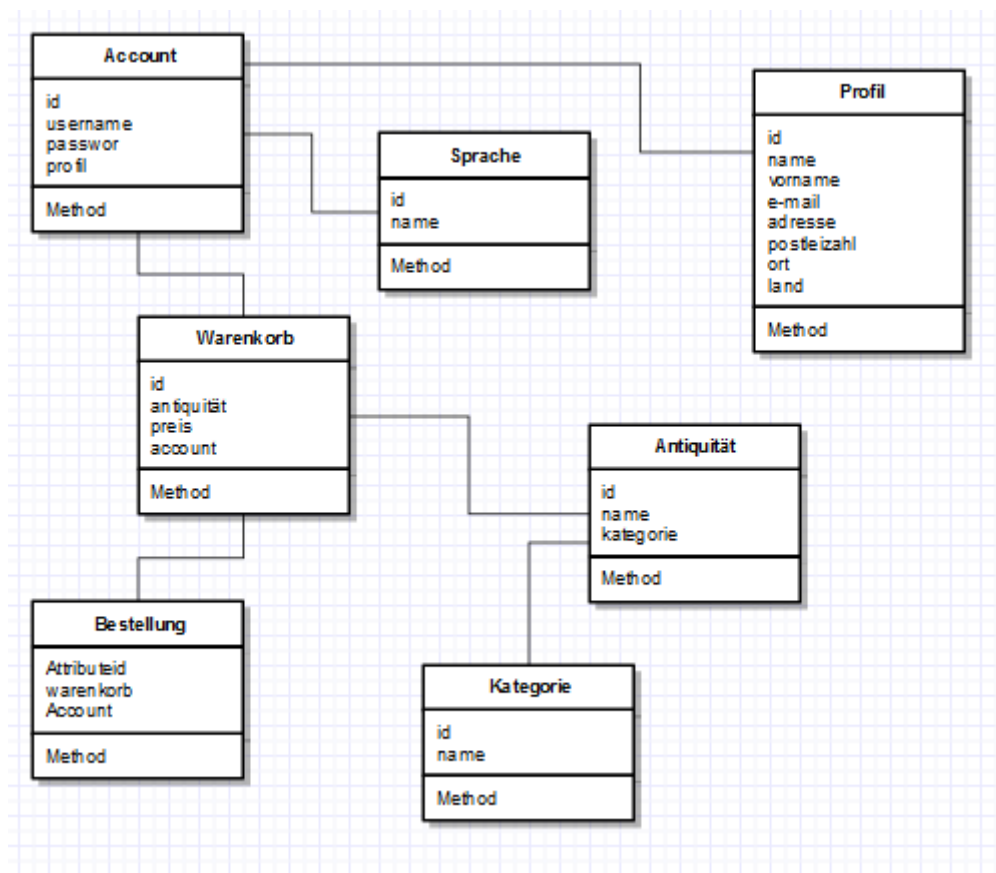 Account
id
username
passwor
profil
Method
Profil
id
name
vorname
e-mail
adresse
postleizahl
ort
land
Method
Sprache
id
name
Method
Warenkorb
id
antiquität
preis
account
Method
Antiquität
id
name
kategorie
Method
Bestellung
Attributeid
warenkorb
Account
Method
Kategorie
id
name
Method